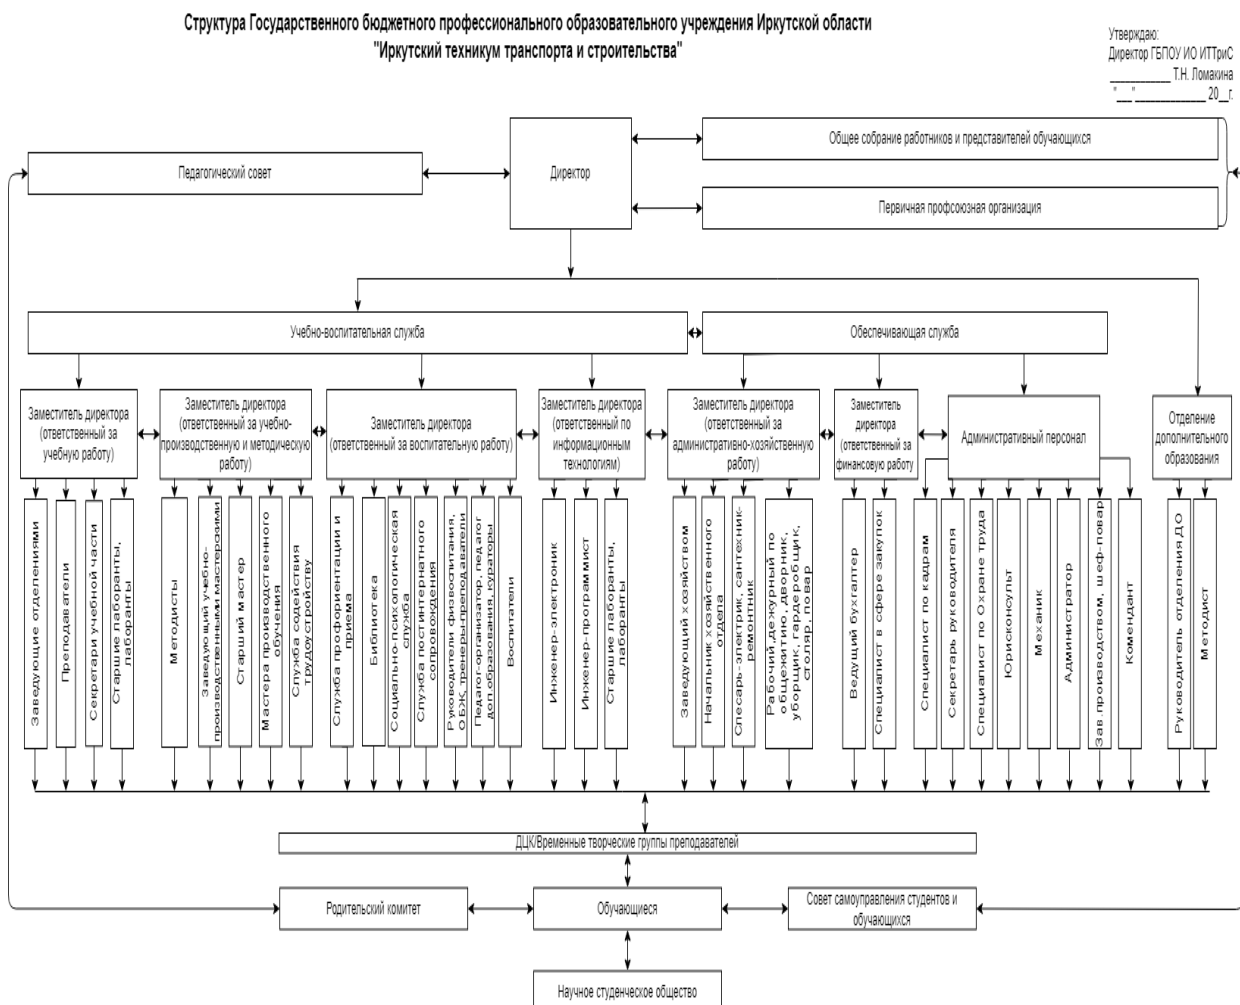 Структура Государственного бюджетного профессионального образовательного учреждения Иркутской области
"Иркутский техникум транспорта и строительства"
Утверждаю:
Директор ГБПОУ ИО ИТТриС
____________ Т.Н. Ломакина
"___"______________ 20__г.
Педагогический совет
Директор
Общее собрание работников и представителей обучающихся
Первичная профсоюзная организация
Учебно-воспитательная служба
Обеспечивающая служба
Заместитель директора
(ответственный за
учебную работу)
Заместитель директора
(ответственный за учебно-
производственную и методическую
работу)
Заместитель директора
(ответственный за воспитательную работу)
Заместитель директора
(ответственный по
информационным
технологиям)
Заместитель директора
(ответственный за
административно-хозяйственную
работу)
Заместитель
директора
(ответственный за
финансовую работу
Административный персонал
Отделение
дополнительного
образования
Заведующие отделениями
Преподаватели
Секретари учебной части
Старшие лаборанты,
лаборанты
Методисты
Заведующий учебно-
производственными мастерскими
Старший мастер
Мастера производственного
обучения
Служба содействия
трудоустройству
Служба профориентации и
приема
Библиотека
Социально-психологическая
служба
Служба постинтернатного
сопровождения
Руководители физвоспитания,
ОБЖ, тренеры-преподаватели
Педагог-организатор, педагог
доп.образования, кураторы
Воспитатели
Инженер-электроник
Инженер-программист
Старшие лаборанты,
лаборанты
Заведующий хозяйством
Начальник хозяйственного
отдела
Слесарь-электрик, сантехник-
ремонтник
Рабочий, дежурный по
общежитию, дворник,
уборщик, гардеробщик,
столяр, повар
Ведущий бухгалтер
Специалист в сфере закупок
Специалист по кадрам
Секретарь руководителя
Специалист по Охране труда
Юрисконсульт
Механик
Администратор
Зав.производством, шеф-повар
Комендант
Руководитель отделения ДО
Методист
ДЦК/Временные творческие группы преподавателей
Родительский комитет
Обучающиеся
Совет самоуправления студентов и
обучающихся
Научное студенческое общество